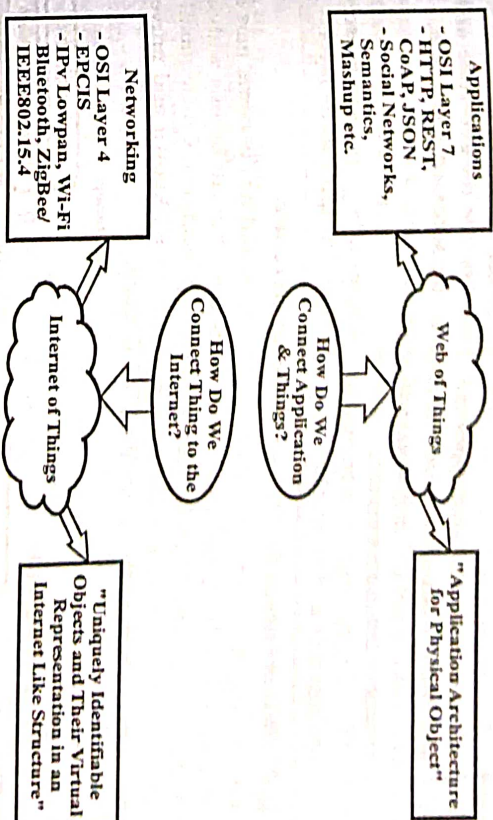 Applications
- OSI Layer 7
- HTTP, REST,
CoAP, JSON
- Social Networks,
Semantics,
Mashup etc.
Web of Things
"Application Architecture
for Physical Object"
How Do We
Connect Application
& Things?
How Do We
Connect Thing to the
Internet?
Networking
- OSI Layer 4
- EPCIS
- IPv Lowpan, Wi-Fi
Bluetooth, ZigBee/
IEEE802.15.4
Internet of Things
"Uniquely Identifiable
Objects and Their Virtual
Representation in an
Internet Like Structure"